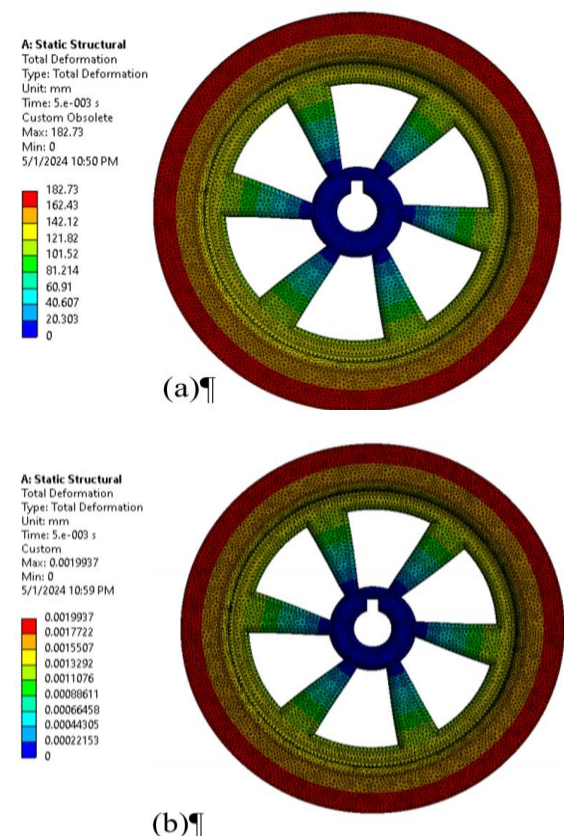 A: Static Structural
Total Deformation
Type: Total Deformation
Unit: mm
Time: 5.e-003 s
Custom Obsolete
Max: 182.73
Min: 0
5/1/2024 10:50 PM
182.73
162.43
142.12
121.82
101.52
81.214
60.91
40.607
20.303
0
(a)¶
A: Static Structural
Total Deformation
Type: Total Deformation
Unit: mm
Time: 5.e-003 s
Custom
Max: 0.0019937
Min: 0
5/1/2024 10:59 PM
0.0019937
0.0017722
0.0015507
0.0013292
0.0011076
0.00088611
0.00066458
0.00044305
0.00022153
0
(b)¶